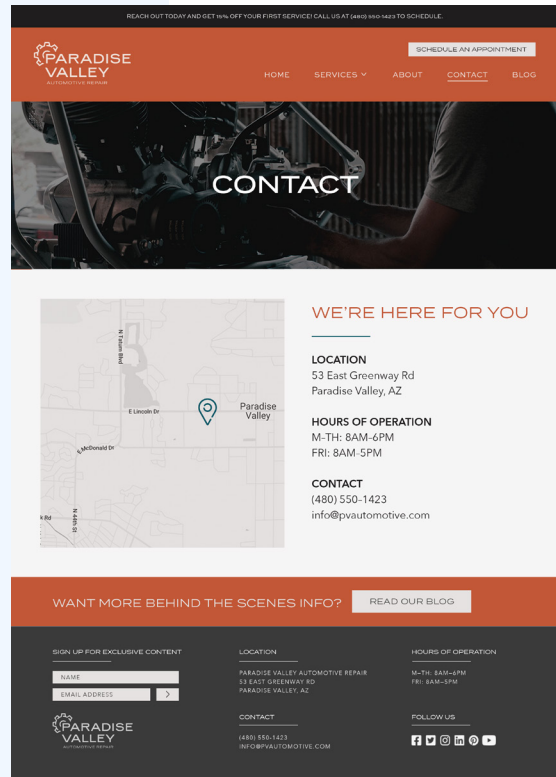 REACH OUT TODAY AND GET 15% OFF YOUR FIRST SERVICE! CALL US AT (480) 550-1423 TO SCHEDULE.
SCHEDULE AN APPOINTMENT
PARADISE
VALLEY
AUTOMOTIVE REPAIR
HOME SERVICES ABOUT CONTACT BLOG
CONTACT
WE'RE HERE FOR YOU
LOCATION
53 East Greenway Rd
Paradise Valley, AZ
HOURS OF OPERATION
M-TH: 8AM-6PM
FRI: 8AM-5PM
CONTACT
(480) 550-1423
info@pvautomotive.com
N Tatum Blvd
E Lincoln Dr
Paradise
Valley
E McDonald Dr
k Rd
N 44th St
WANT MORE BEHIND THE SCENES INFO?
READ OUR BLOG
SIGN UP FOR EXCLUSIVE CONTENT
NAME
EMAIL ADDRESS
PARADISE
VALLEY
AUTOMOTIVE REPAIR
LOCATION
PARADISE VALLEY AUTOMOTIVE REPAIR
53 EAST GREENWAY RD
PARADISE VALLEY, AZ
CONTACT
(480) 550-1423
INFO@PVAUTOMOTIVE.COM
HOURS OF OPERATION
M-TH: 8AM-6PM
FRI: 8AM-5PM
FOLLOW US